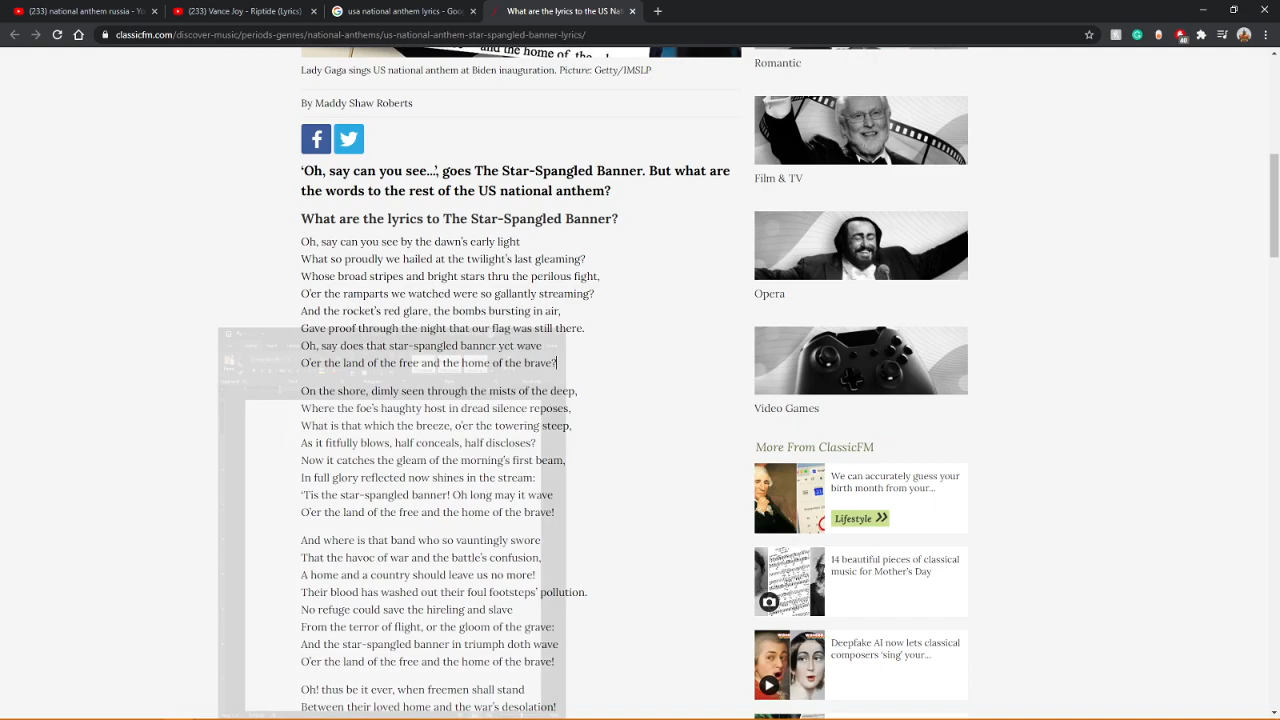 (233) national anthem russia - Yo
(233) Vance Joy - Riptide (Lyrics)
usa national anthem lyrics - Goo
What are the lyrics to the US Nat
classicfm.com/discover-music/periods-genres/national-anthems/us-national-anthem-star-spangled-banner-lyrics/
40
and the home of the br
Lady Gaga sings US national anthem at Biden inauguration. Picture: Getty/IMSLP
By Maddy Shaw Roberts
‘Oh, say can you see...’, goes The Star-Spangled Banner. But what are
the words to the rest of the US national anthem?
What are the lyrics to The Star-Spangled Banner?
Oh, say can you see by the dawn’s early light
What so proudly we hailed at the twilight’s last gleaming?
Whose broad stripes and bright stars thru the perilous fight,
O’er the ramparts we watched were so gallantly streaming?
And the rocket’s red glare, the bombs bursting in air,
Gave proof through the night that our flag was still there.
Oh, say does that star-spangled banner yet wave
O’er the land of the free and the home of the brave?
On the shore, dimly seen through the mists of the deep,
Where the foe’s haughty host in dread silence reposes,
What is that which the breeze, o’er the towering steep,
As it fitfully blows, half conceals, half discloses?
Now it catches the gleam of the morning’s first beam,
In full glory reflected now shines in the stream:
‘Tis the star-spangled banner! Oh long may it wave
O’er the land of the free and the home of the brave!
And where is that band who so vauntingly swore
That the havoc of war and the battle’s confusion,
A home and a country should leave us no more!
Their blood has washed out their foul footsteps’ pollution.
No refuge could save the hireling and slave
From the terror of flight, or the gloom of the grave:
And the star-spangled banner in triumph doth wave
O’er the land of the free and the home of the brave!
Oh! thus be it ever, when freemen shall stand
Between their loved home and the war’s desolation!
Romantic
Film & TV
Opera
Video Games
More From ClassicFM
We can accurately guess your
birth month from your...
Lifestyle
14 beautiful pieces of classical
music for Mother’s Day
Deepfake AI now lets classical
composers ‘sing’ your...